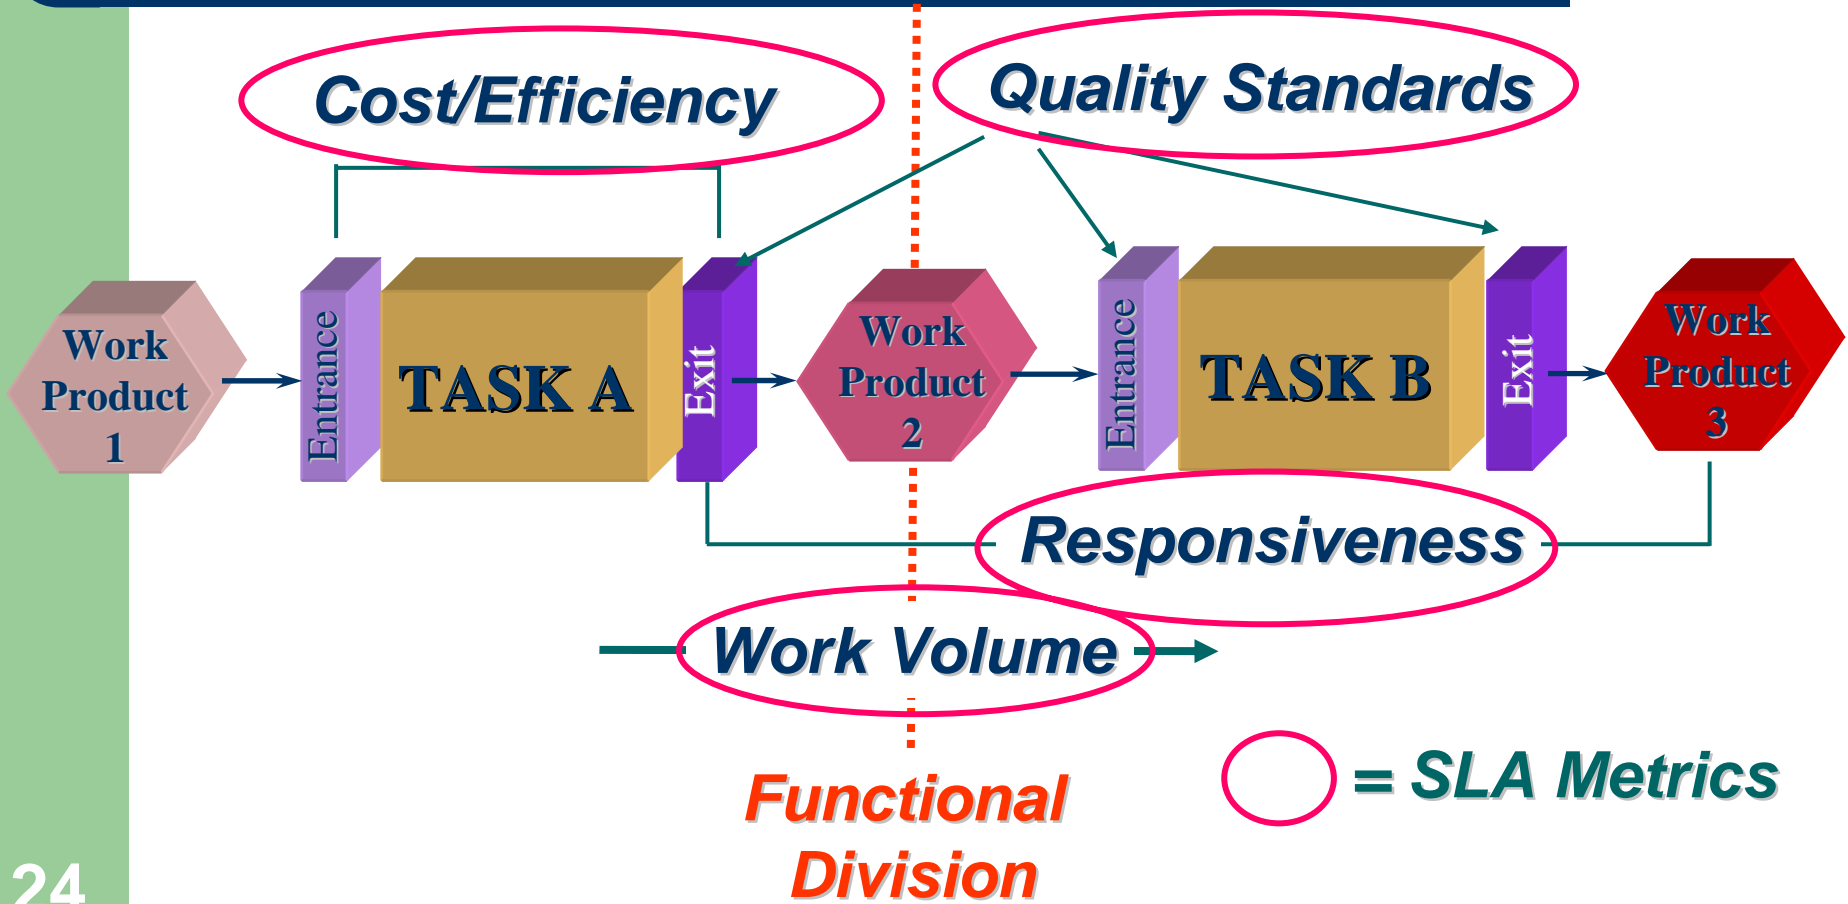 Cost/Efficiency
Quality Standards
Work
Product
1
Entrance
TASK A
Exit
Work
Product
2
Entrance
TASK B
Exit
Work
Product
3
Responsiveness
Work Volume
= SLA Metrics
Functional
Division
24